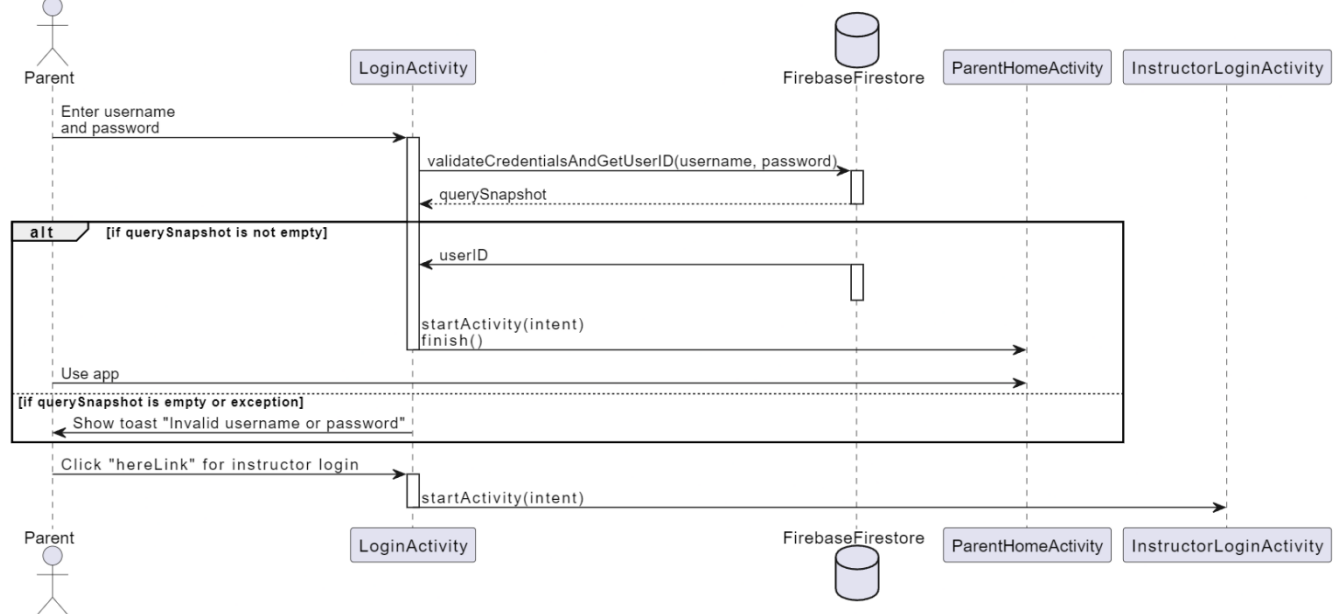 Parent
LoginActivity
FirebaseFirestore
ParentHomeActivity
InstructorLoginActivity
Enter username
and password
validateCredentialsAndGetUserID(username, password)
querySnapshot
alt
[if querySnapshot is not empty]
userID
startActivity(intent)
finish()
Use app
[if querySnapshot is empty or exception]
Show toast "Invalid username or password"
Click "hereLink" for instructor login
startActivity(intent)
Parent
LoginActivity
FirebaseFirestore
ParentHomeActivity
InstructorLoginActivity